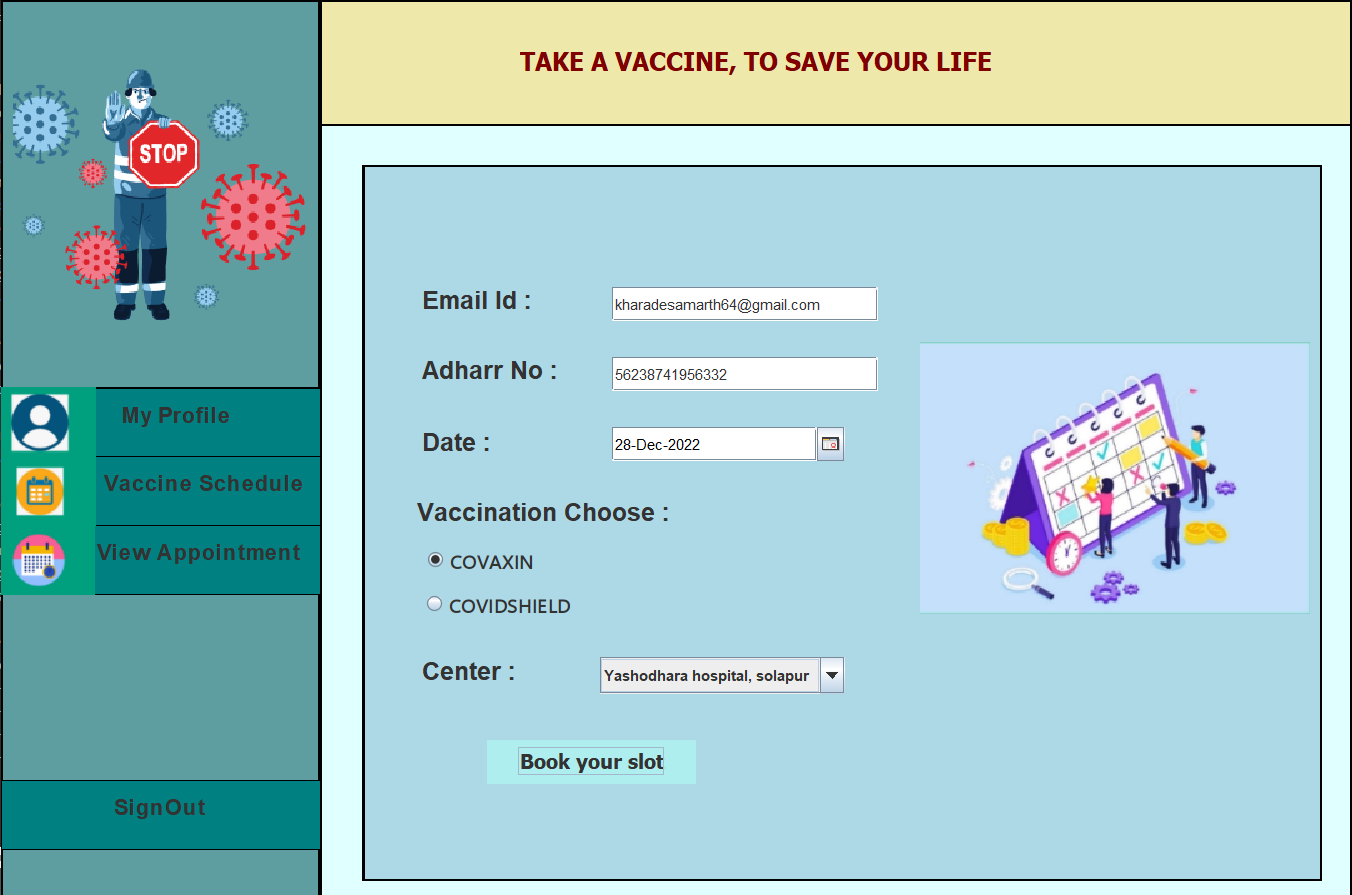 TAKE A VACCINE, TO SAVE YOUR LIFE
STOP
My Profile
Vaccine Schedule
View Appointment
SignOut
Email Id : kharadesamarth64@gmail.com
Adharr No : 56238741956332
Date : 28-Dec-2022
Vaccination Choose :
COVAXIN
COVIDSHIELD
Center : Yashodhara hospital, solapur
Book your slot